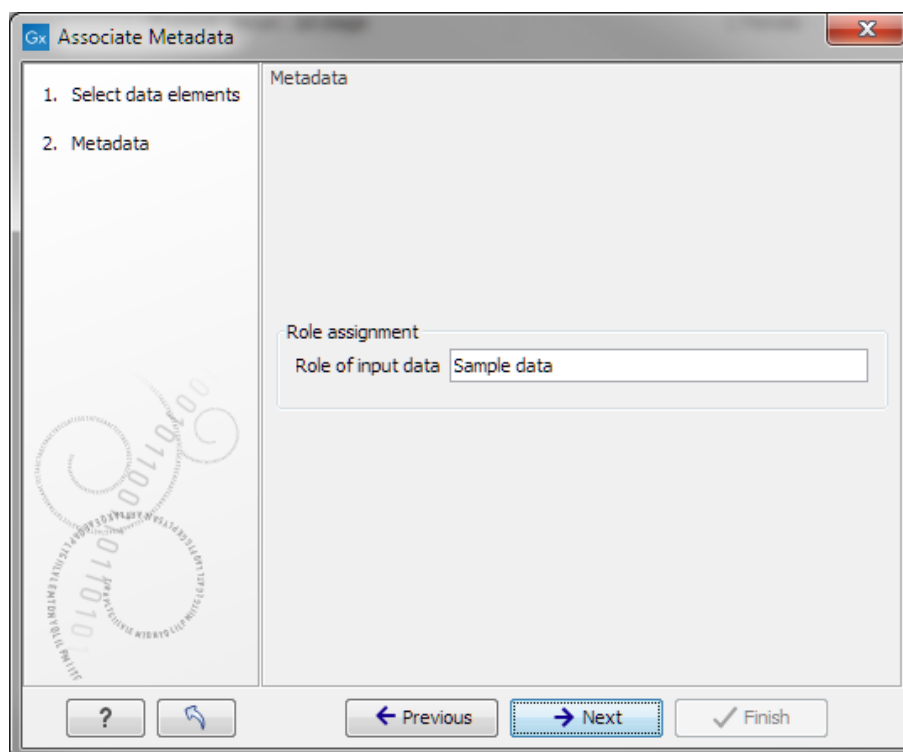 Gx Associate Metadata
1. Select data elements
2. Metadata
Metadata
Role assignment
Role of input data Sample data
? Previous Next Finish